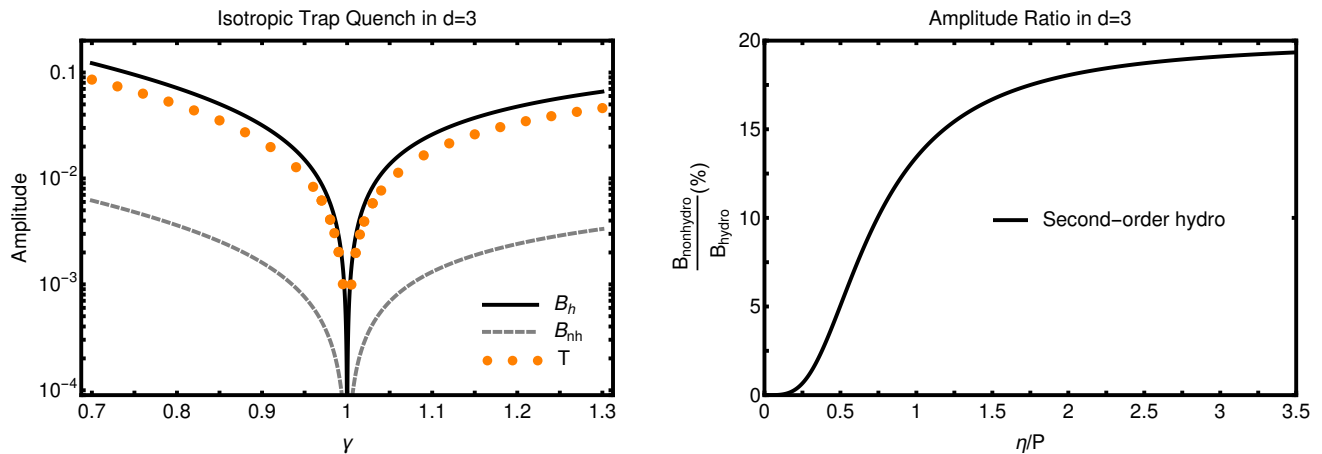 Isotropic Trap Quench in d=3
Amplitude
0.1
10⁻²
10⁻³
10⁻⁴
0.7 0.8 0.9 1 1.1 1.2 1.3
γ
B_h
B_nh
T
Amplitude Ratio in d=3
B_nonhydro
B_hydro
(%)
20
15
10
5
0
0 0.5 1 1.5 2 2.5 3 3.5
η/P
Second−order hydro